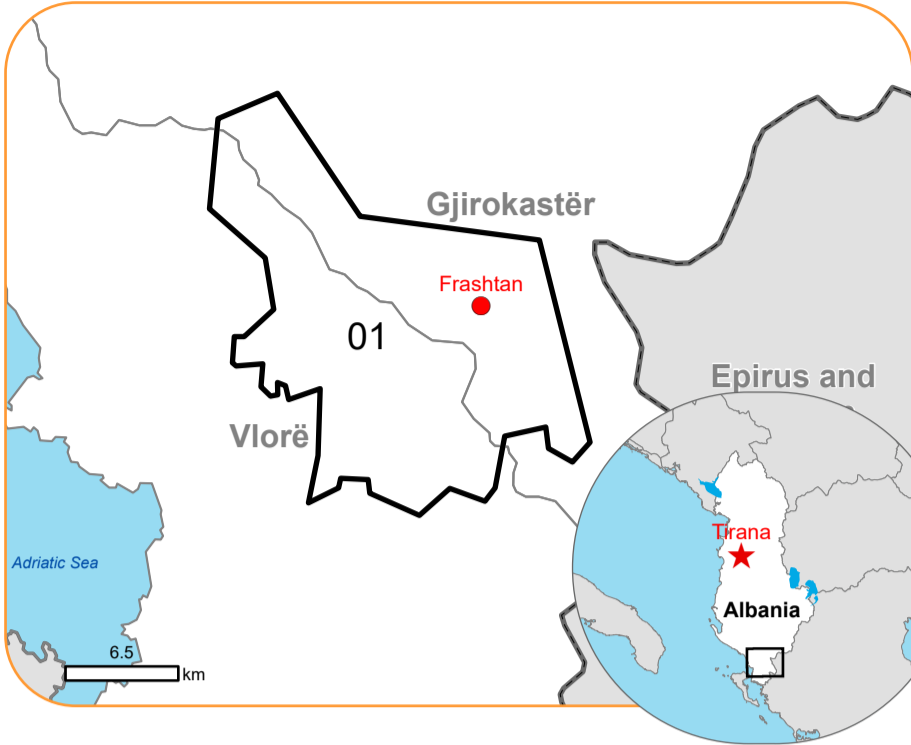 Gjirokastër
Frashtan
01
Epirus and
Vlorë
Tirana
Adriatic Sea
Albania
6.5
km